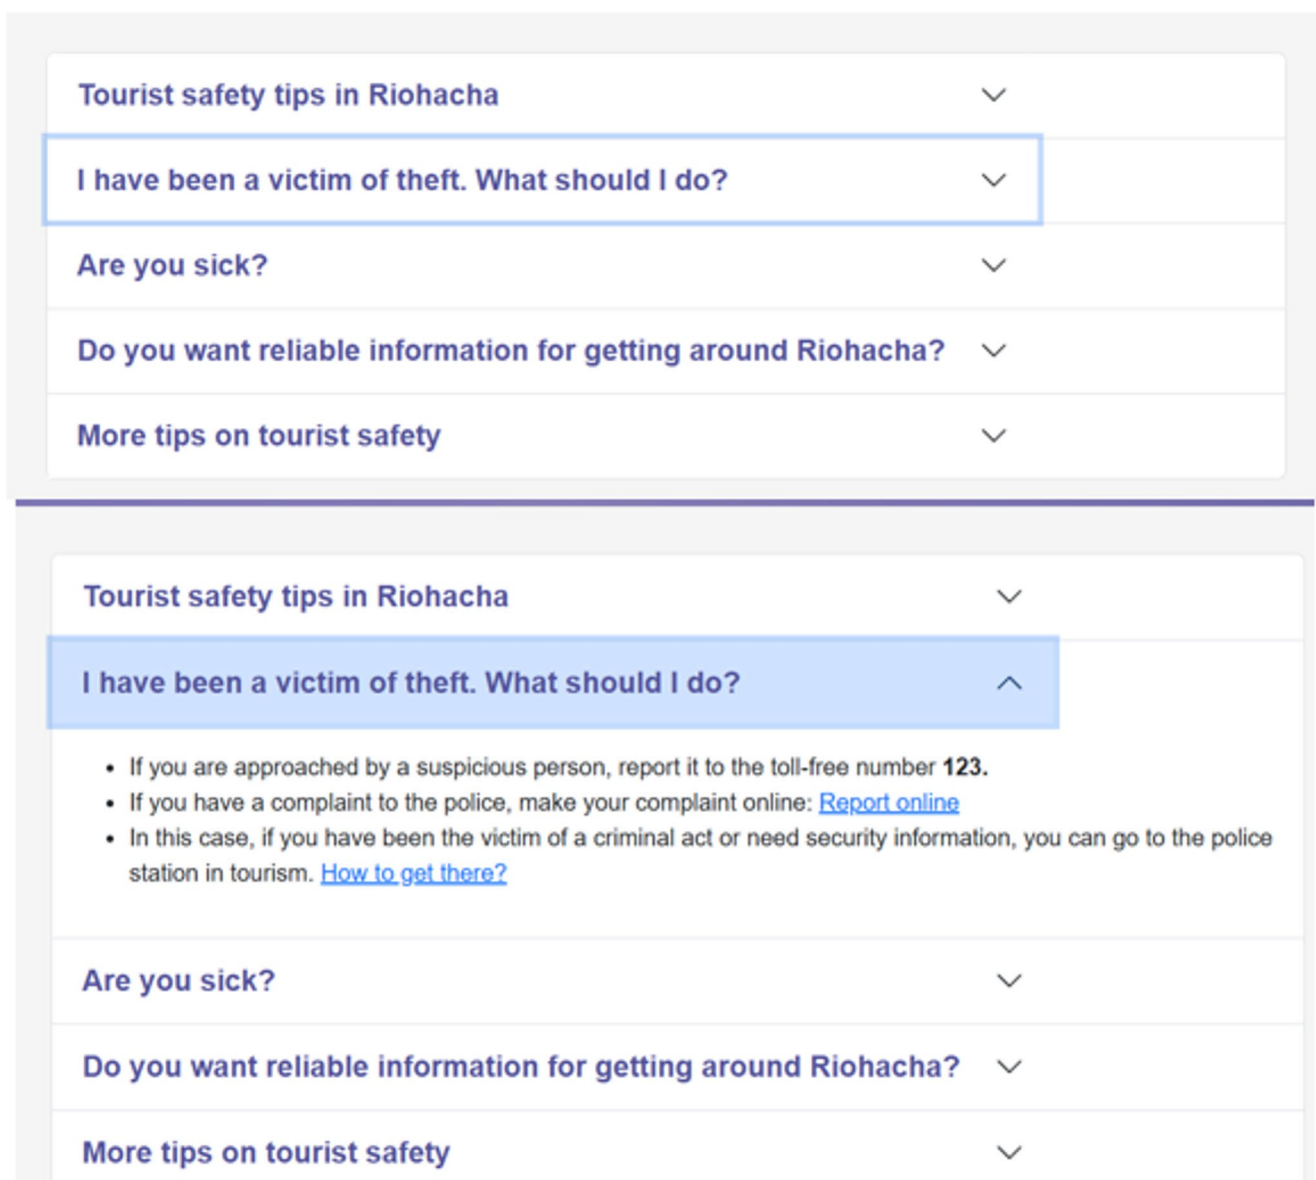 Tourist safety tips in Riohacha
I have been a victim of theft. What should I do?
Are you sick?
Do you want reliable information for getting around Riohacha?
More tips on tourist safety
Tourist safety tips in Riohacha
I have been a victim of theft. What should I do?
• If you are approached by a suspicious person, report it to the toll-free number 123.
• If you have a complaint to the police, make your complaint online: Report online
• In this case, if you have been the victim of a criminal act or need security information, you can go to the police
station in tourism. How to get there?
Are you sick?
Do you want reliable information for getting around Riohacha?
More tips on tourist safety